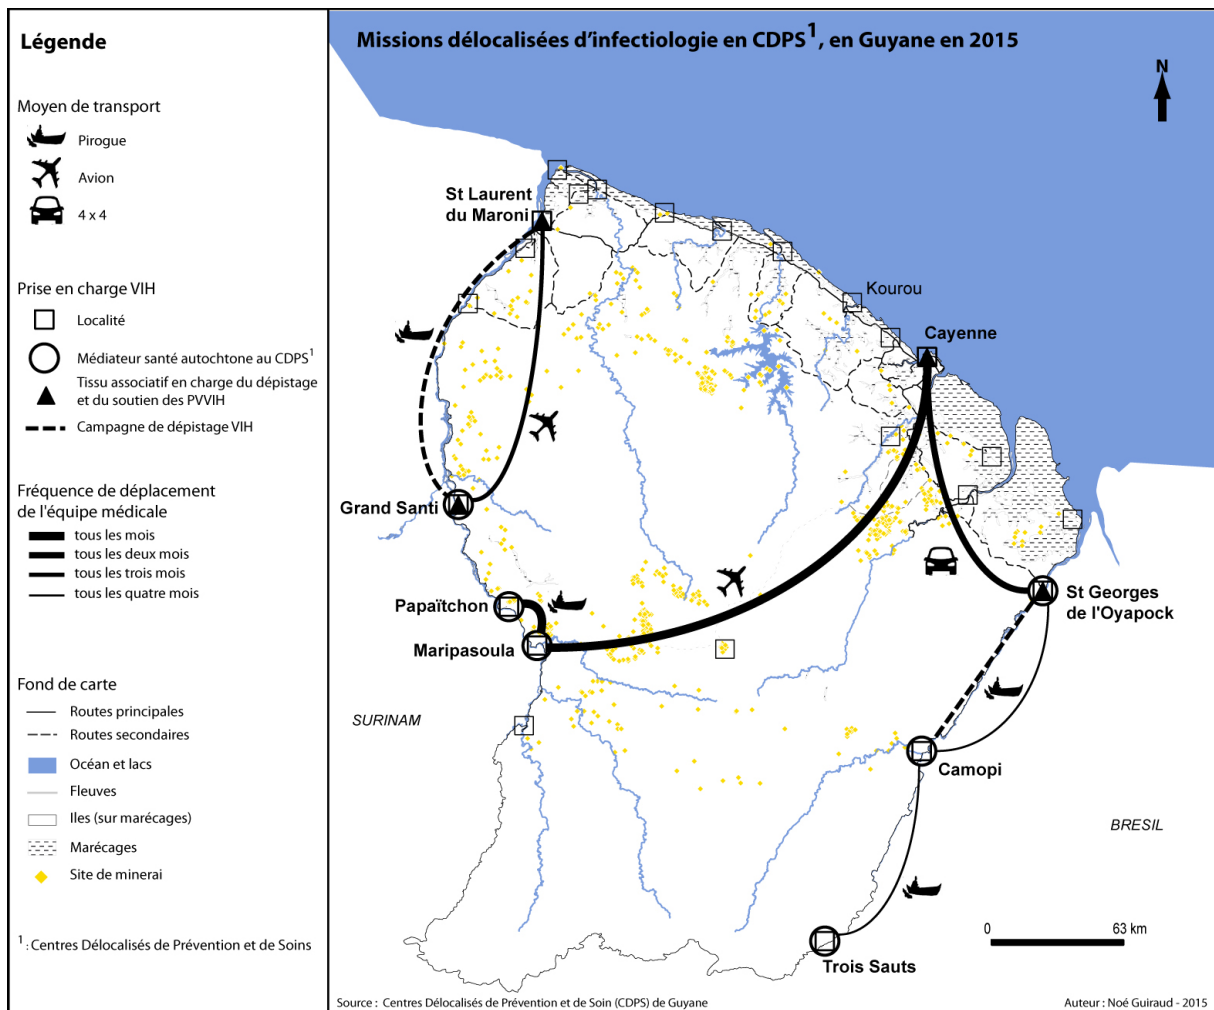 Légende
Moyen de transport
Pirogue
Avion
4 x 4
Prise en charge VIH
Localité
Médiateur santé autochtone au CDPS1
Tissu associatif en charge du dépistage
et du soutien des PVVIH
Campagne de dépistage VIH
Fréquence de déplacement
de l'équipe médicale
tous les mois
tous les deux mois
tous les trois mois
tous les quatre mois
Fond de carte
Routes principales
Routes secondaires
Océan et lacs
Fleuves
Iles (sur marécages)
Marécages
Site de minerai
1 : Centres Délocalisés de Prévention et de Soins
Missions délocalisées d'infectiologie en CDPS1, en Guyane en 2015
N
St Laurent
du Maroni
Kourou
Cayenne
Grand Santi
Papaïtchon
Maripasoula
St Georges
de l'Oyapock
SURINAM
Camopi
BRESIL
Trois Sauts
0 63 km
Source : Centres Délocalisés de Prévention et de Soin (CDPS) de Guyane
Auteur : Noé Guiraud - 2015